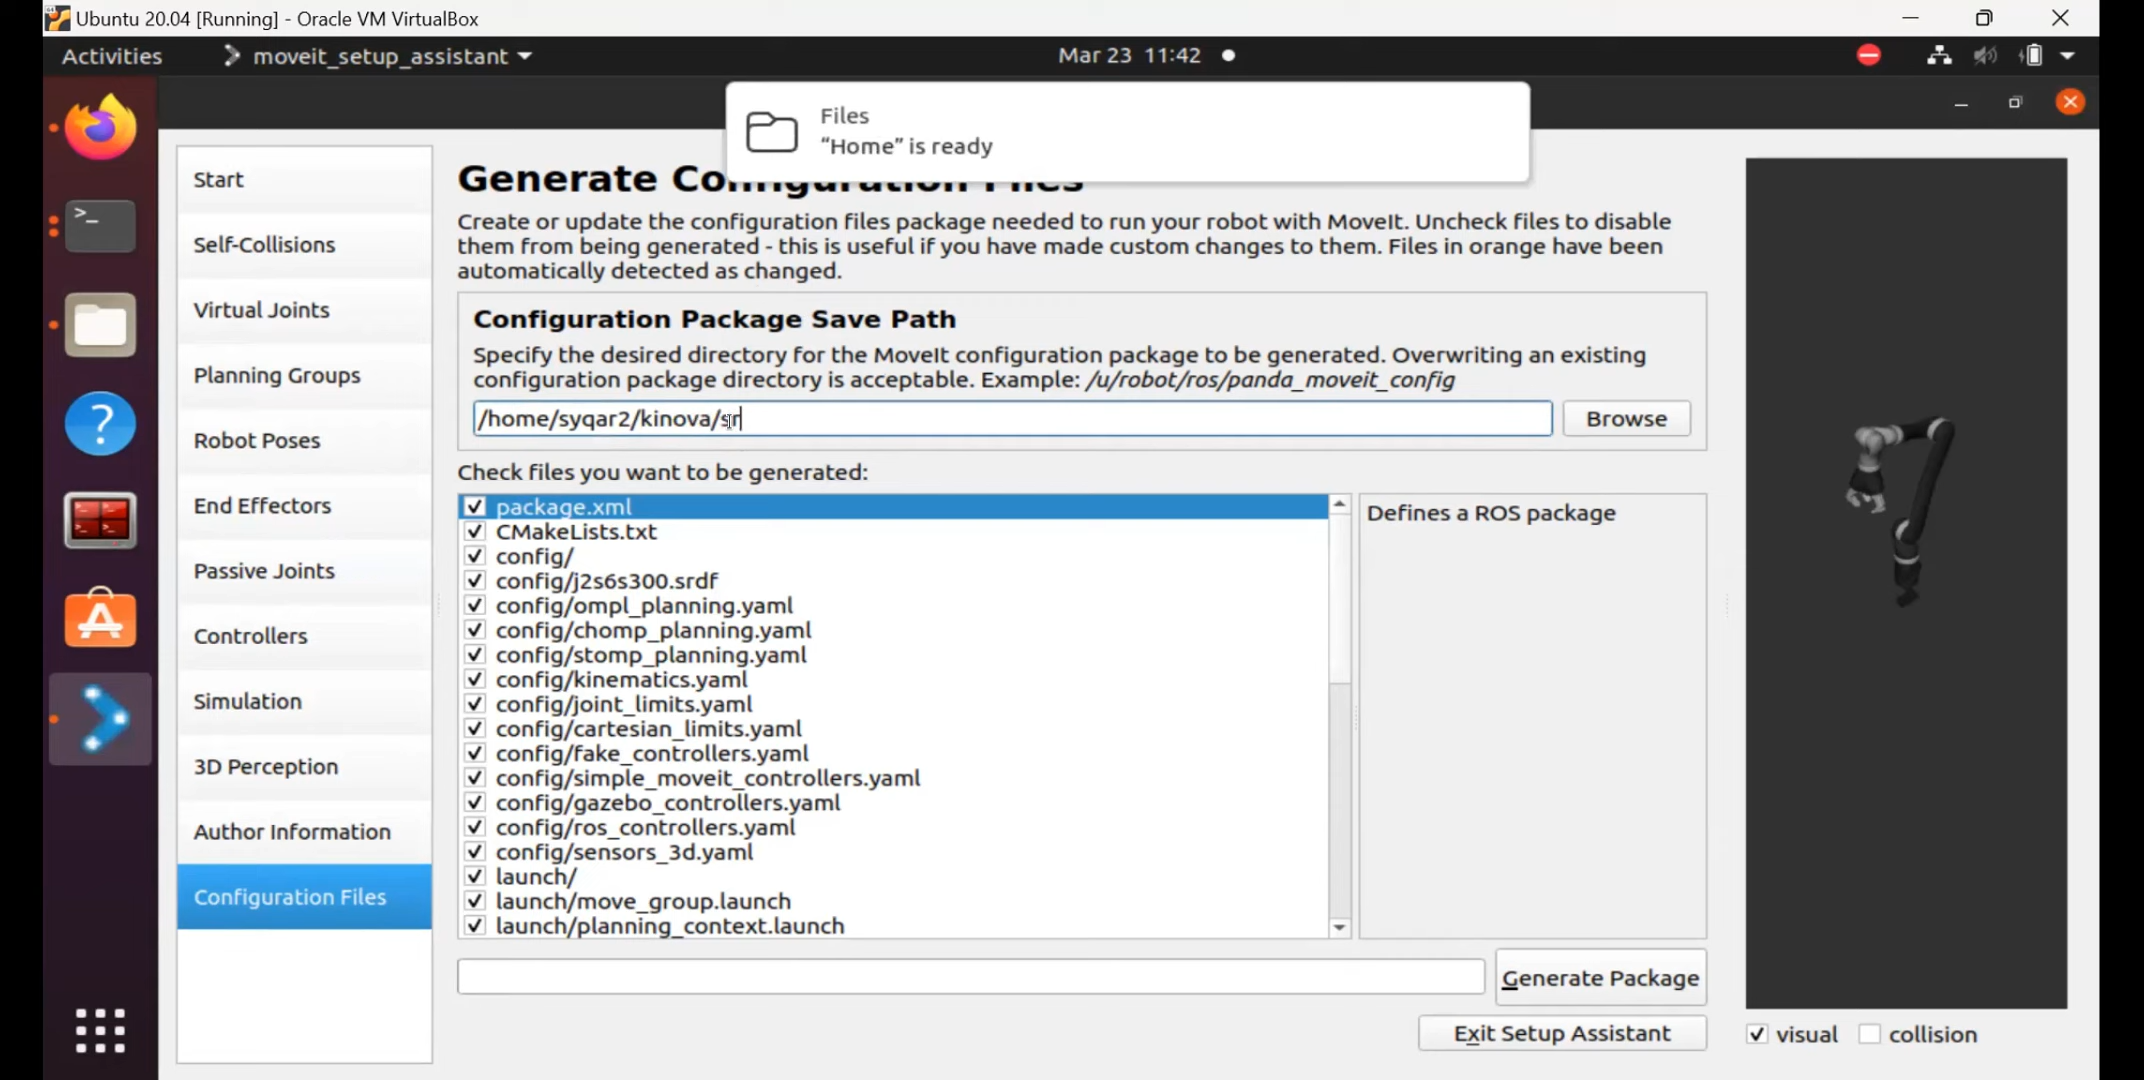 Ubuntu 20.04 [Running] - Oracle VM VirtualBox
Activities
moveit_setup_assistant
Mar 23 11:42
Files
“Home” is ready
Start
Self-Collisions
Virtual Joints
Planning Groups
Robot Poses
End Effectors
Passive Joints
Controllers
Simulation
3D Perception
Author Information
Configuration Files
Generate Configuration Files
Create or update the configuration files package needed to run your robot with MoveIt. Uncheck files to disable
them from being generated - this is useful if you have made custom changes to them. Files in orange have been
automatically detected as changed.
Configuration Package Save Path
Specify the desired directory for the MoveIt configuration package to be generated. Overwriting an existing
configuration package directory is acceptable. Example: /u/robot/ros/panda_moveit_config
/home/syqar2/kinova/sr
Browse
Check files you want to be generated:
package.xml
CMakeLists.txt
config/
config/j2s6s300.srdf
config/ompl_planning.yaml
config/chomp_planning.yaml
config/stomp_planning.yaml
config/kinematics.yaml
config/joint_limits.yaml
config/cartesian_limits.yaml
config/fake_controllers.yaml
config/simple_moveit_controllers.yaml
config/gazebo_controllers.yaml
config/ros_controllers.yaml
config/sensors_3d.yaml
launch/
launch/move_group.launch
launch/planning_context.launch
Defines a ROS package
Generate Package
Exit Setup Assistant
visual
collision